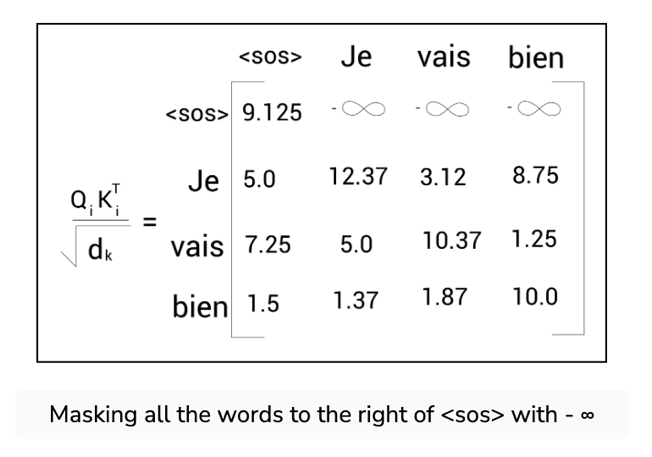 <sos> Je vais bien
<sos> 9.125 -∞ -∞ -∞
Je 5.0 12.37 3.12 8.75
QᵢKᵢᵀ / √dₖ =
vais 7.25 5.0 10.37 1.25
bien 1.5 1.37 1.87 10.0
Masking all the words to the right of <sos> with - ∞